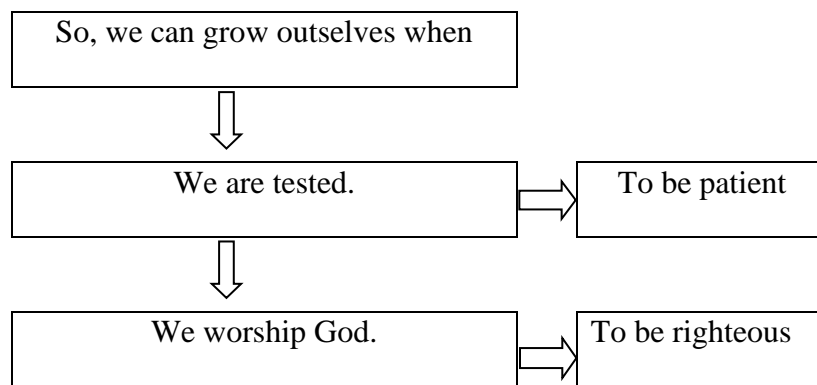 So, we can grow outselves when
We are tested.
To be patient
We worship God.
To be righteous